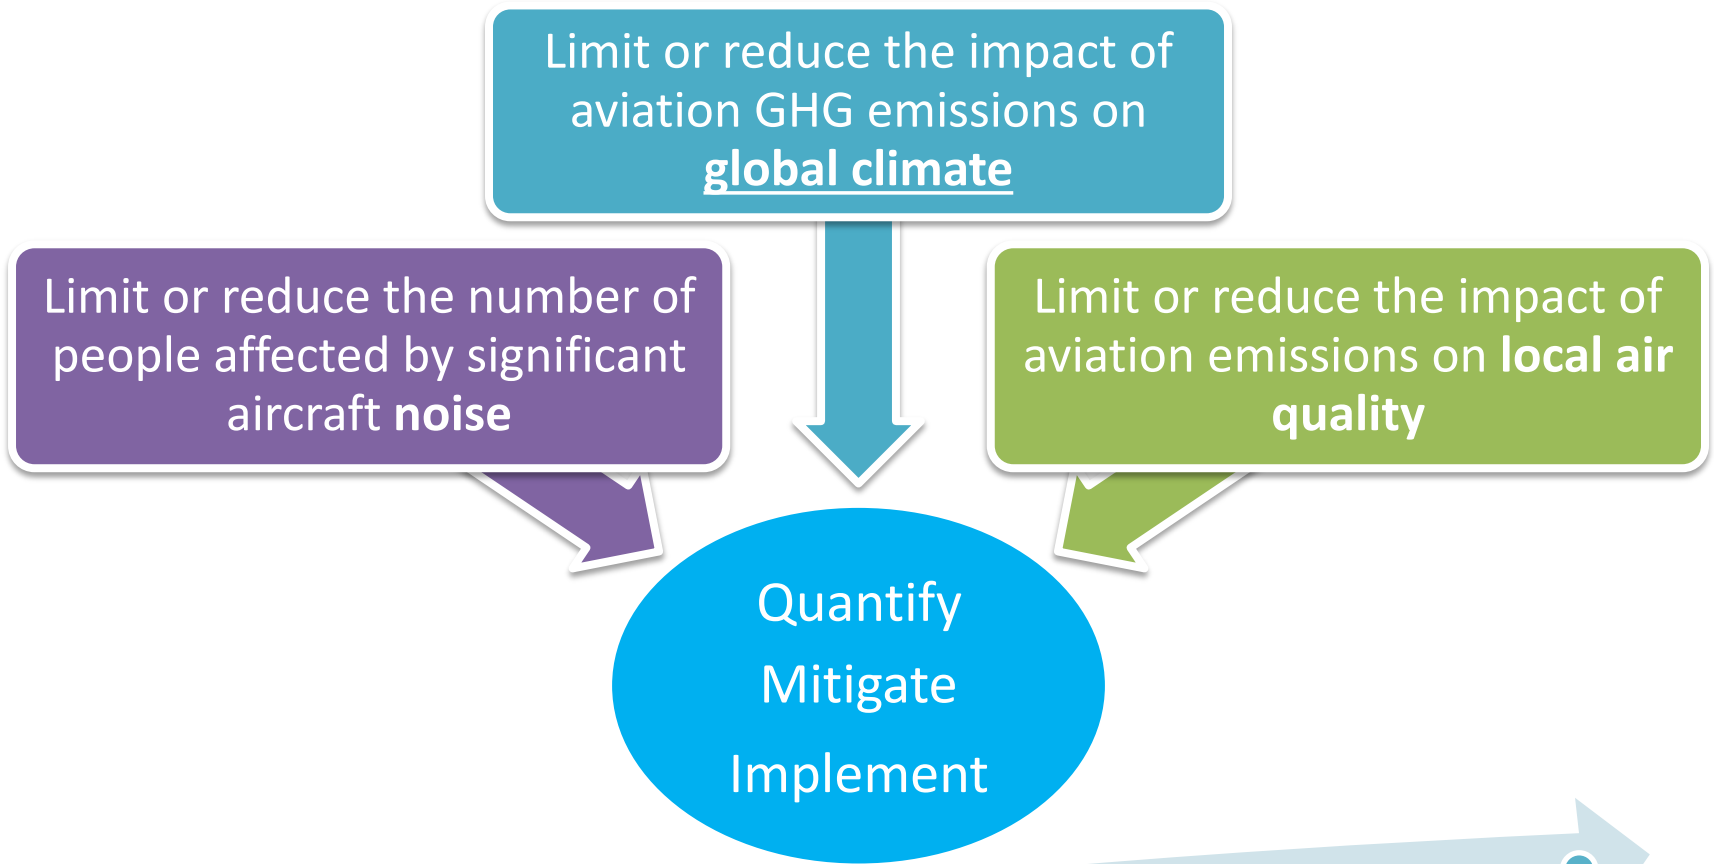 Limit or reduce the impact of
aviation GHG emissions on
global climate
Limit or reduce the number of
people affected by significant
aircraft noise
Limit or reduce the impact of
aviation emissions on local air
quality
Quantify
Mitigate
Implement